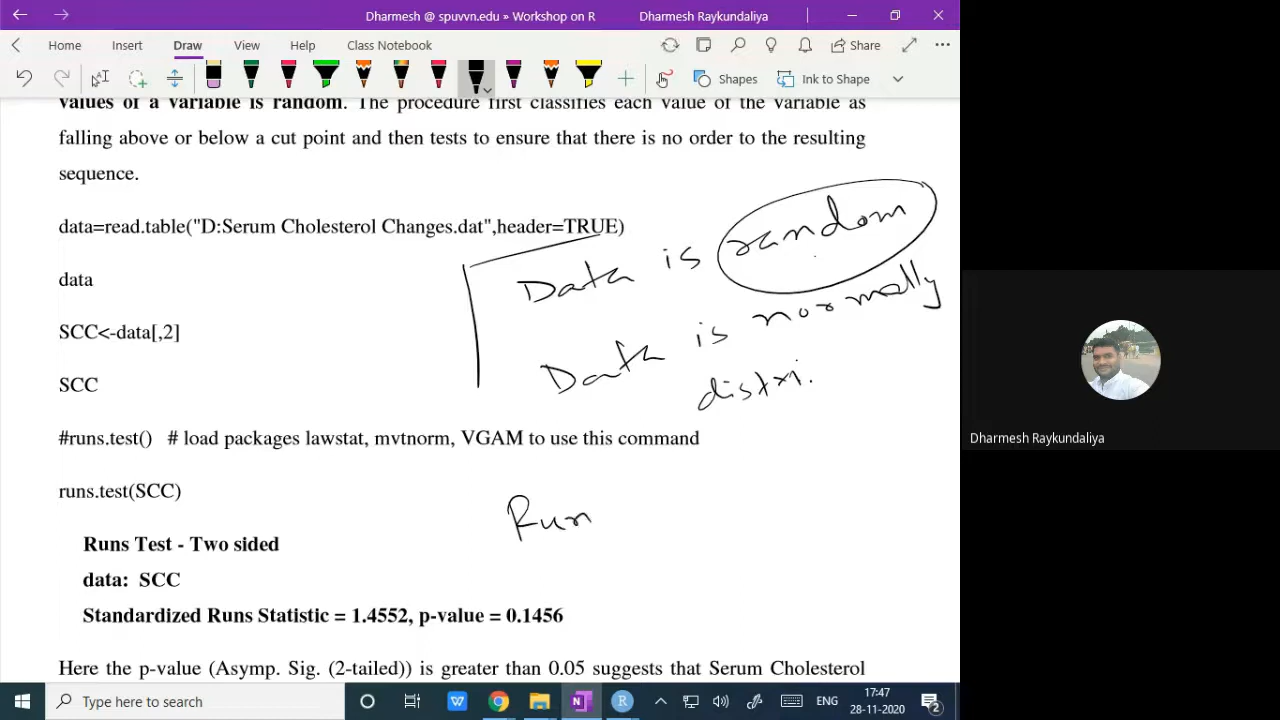 Dharmesh @ spuvvn.edu » Workshop on R
Dharmesh Raykundaliya
Home Insert Draw View Help Class Notebook
Share
Shapes
Ink to Shape
values of a variable is random. The procedure first classifies each value of the variable as
falling above or below a cut point and then tests to ensure that there is no order to the resulting
sequence.
data=read.table("D:Serum Cholesterol Changes.dat",header=TRUE)
Data is random
data
Data is normally
distri.
SCC<-data[,2]
SCC
#runs.test() # load packages lawstat, mvtnorm, VGAM to use this command
runs.test(SCC)
Run
Runs Test - Two sided
data: SCC
Standardized Runs Statistic = 1.4552, p-value = 0.1456
Here the p-value (Asymp. Sig. (2-tailed)) is greater than 0.05 suggests that Serum Cholesterol
Dharmesh Raykundaliya
Type here to search
ENG
17:47
28-11-2020
2